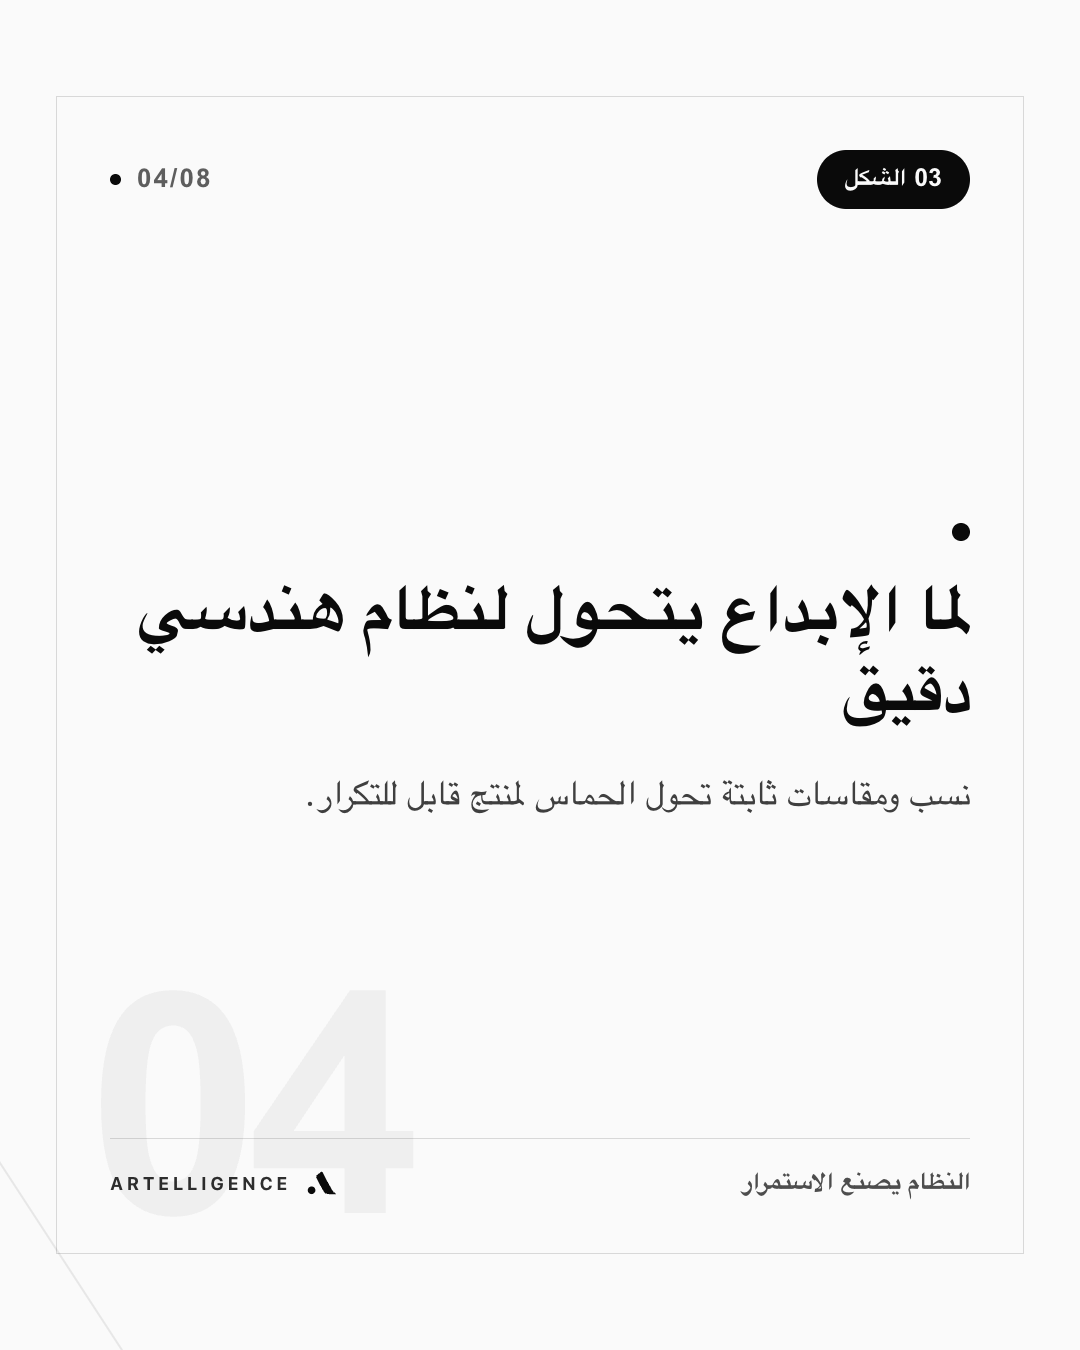 03 الشكل
04/08
لما الإبداع يتحول لنظام هندسي
دقيق
نسب ومقاسات ثابتة تحول الحماس لمنتج قابل للتكرار.
04
النظام يصنع الاستمرار
ARTELLIGENCE